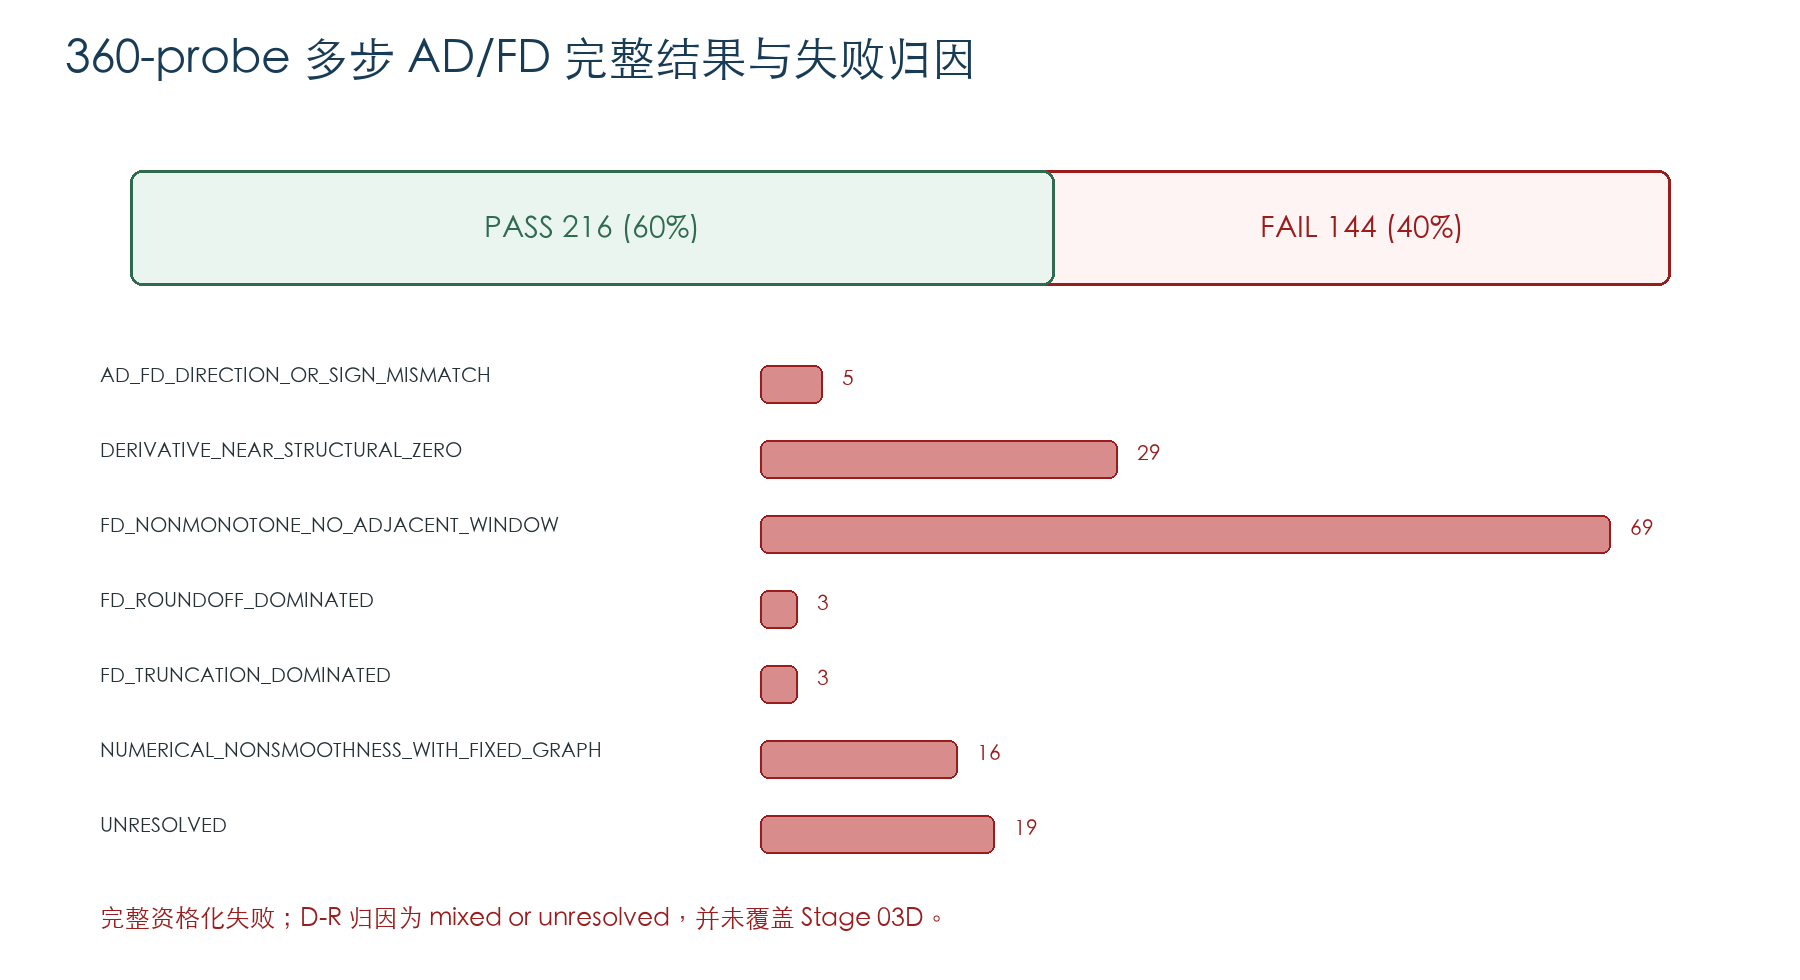 360-probe 多步 AD/FD 完整结果与失败归因
PASS 216 (60%)
FAIL 144 (40%)
AD_FD_DIRECTION_OR_SIGN_MISMATCH 5
DERIVATIVE_NEAR_STRUCTURAL_ZERO 29
FD_NONMONOTONE_NO_ADJACENT_WINDOW 69
FD_ROUNDOFF_DOMINATED 3
FD_TRUNCATION_DOMINATED 3
NUMERICAL_NONSMOOTHNESS_WITH_FIXED_GRAPH 16
UNRESOLVED 19
完整资格化失败；D-R 归因为 mixed or unresolved，并未覆盖 Stage 03D。